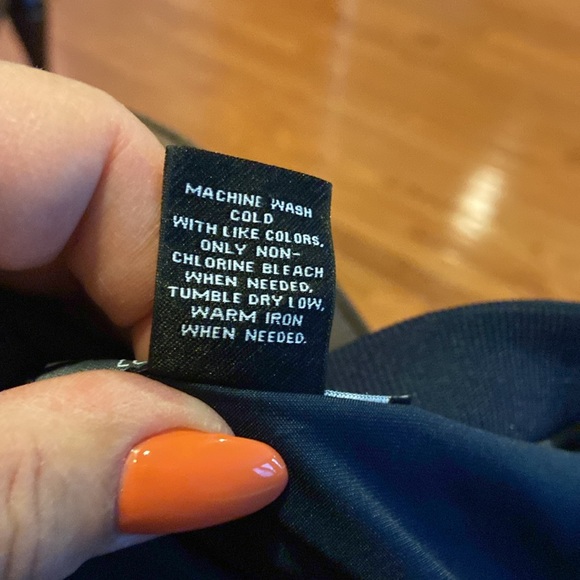 MACHINE WASH
COLD
WITH LIKE COLORS,
ONLY NON-
CHLORINE BLEACH
WHEN NEEDED,
TUMBLE DRY LOW,
WARM IRON
WHEN NEEDED.